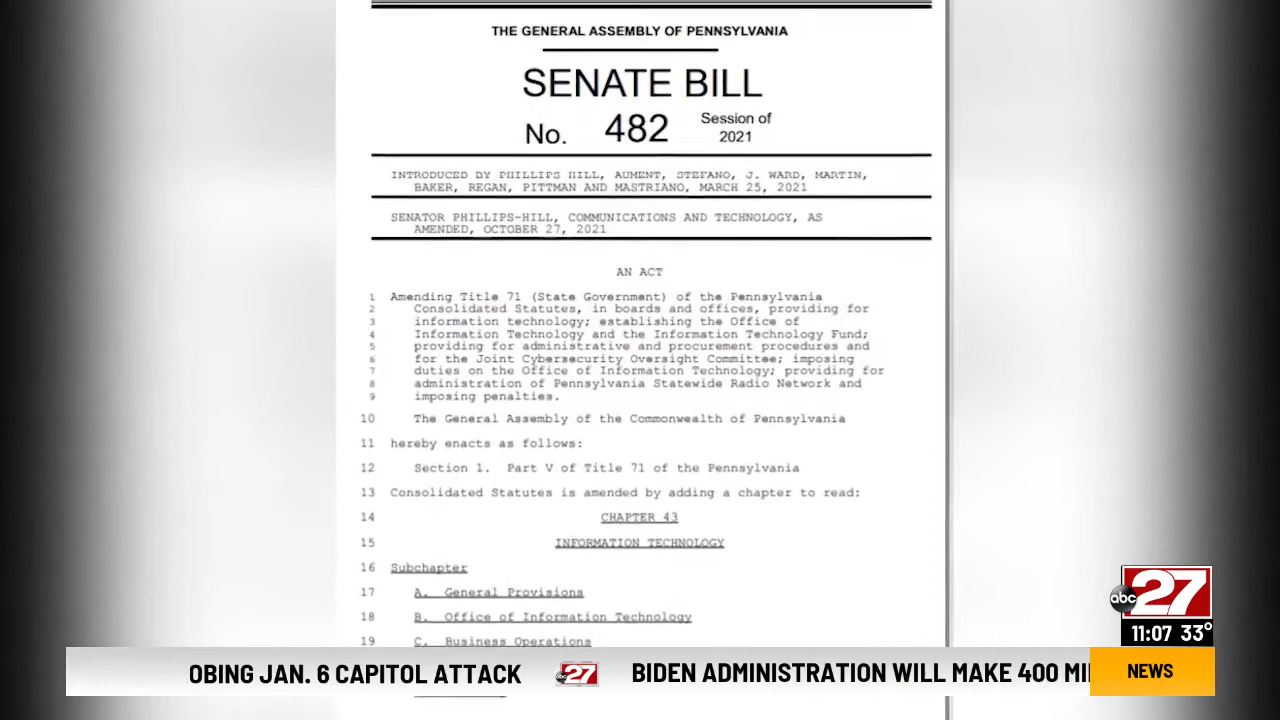 THE GENERAL ASSEMBLY OF PENNSYLVANIA
SENATE BILL
No. 482 Session of
2021
INTRODUCED BY PHILLIPS HILL, AUMENT, STEFANO, J. WARD, MARTIN,
BAKER, REGAN, PITTMAN AND MASTRIANO, MARCH 25, 2021
SENATOR PHILLIPS-HILL, COMMUNICATIONS AND TECHNOLOGY, AS
AMENDED, OCTOBER 27, 2021
AN ACT
1 Amending Title 71 (State Government) of the Pennsylvania
2 Consolidated Statutes, in boards and offices, providing for
3 information technology; establishing the Office of
4 Information Technology and the Information Technology Fund;
5 providing for administrative and procurement procedures and
6 for the Joint Cybersecurity Oversight Committee; imposing
7 duties on the Office of Information Technology; providing for
8 administration of Pennsylvania Statewide Radio Network and
9 imposing penalties.
10 The General Assembly of the Commonwealth of Pennsylvania
11 hereby enacts as follows:
12 Section 1. Part V of Title 71 of the Pennsylvania
13 Consolidated Statutes is amended by adding a chapter to read:
14 CHAPTER 43
15 INFORMATION TECHNOLOGY
16 Subchapter
17 A. General Provisions
18 B. Office of Information Technology
19 C. Business Operations
abc 27
11:07 33°
OBING JAN. 6 CAPITOL ATTACK abc 27 BIDEN ADMINISTRATION WILL MAKE 400 MI NEWS